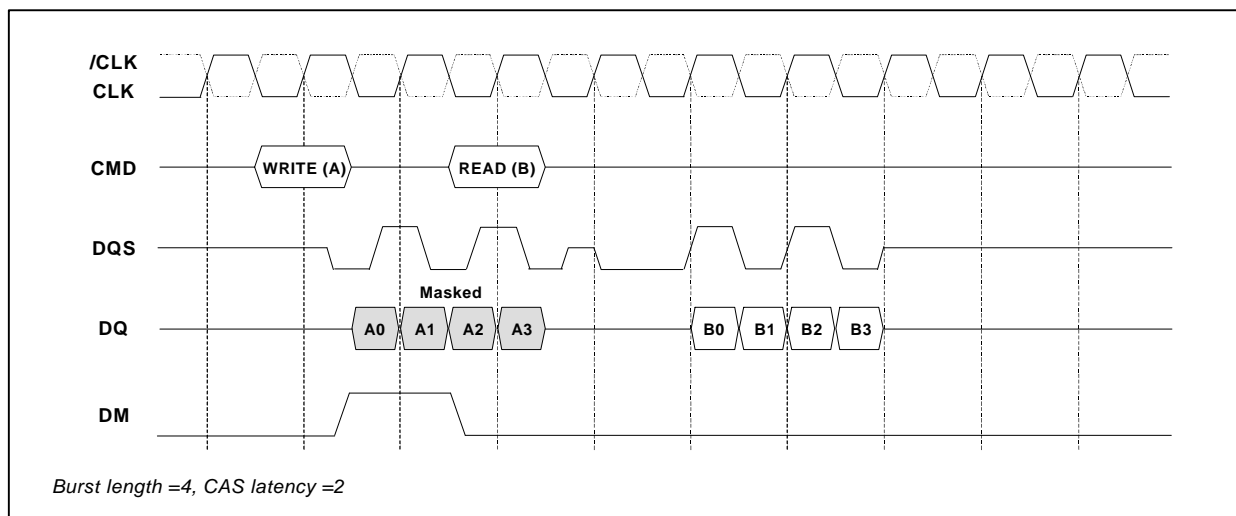 /CLK
CLK
CMD WRITE (A) READ (B)
DQS
Masked
DQ A0 A1 A2 A3 B0 B1 B2 B3
DM
Burst length =4, CAS latency =2